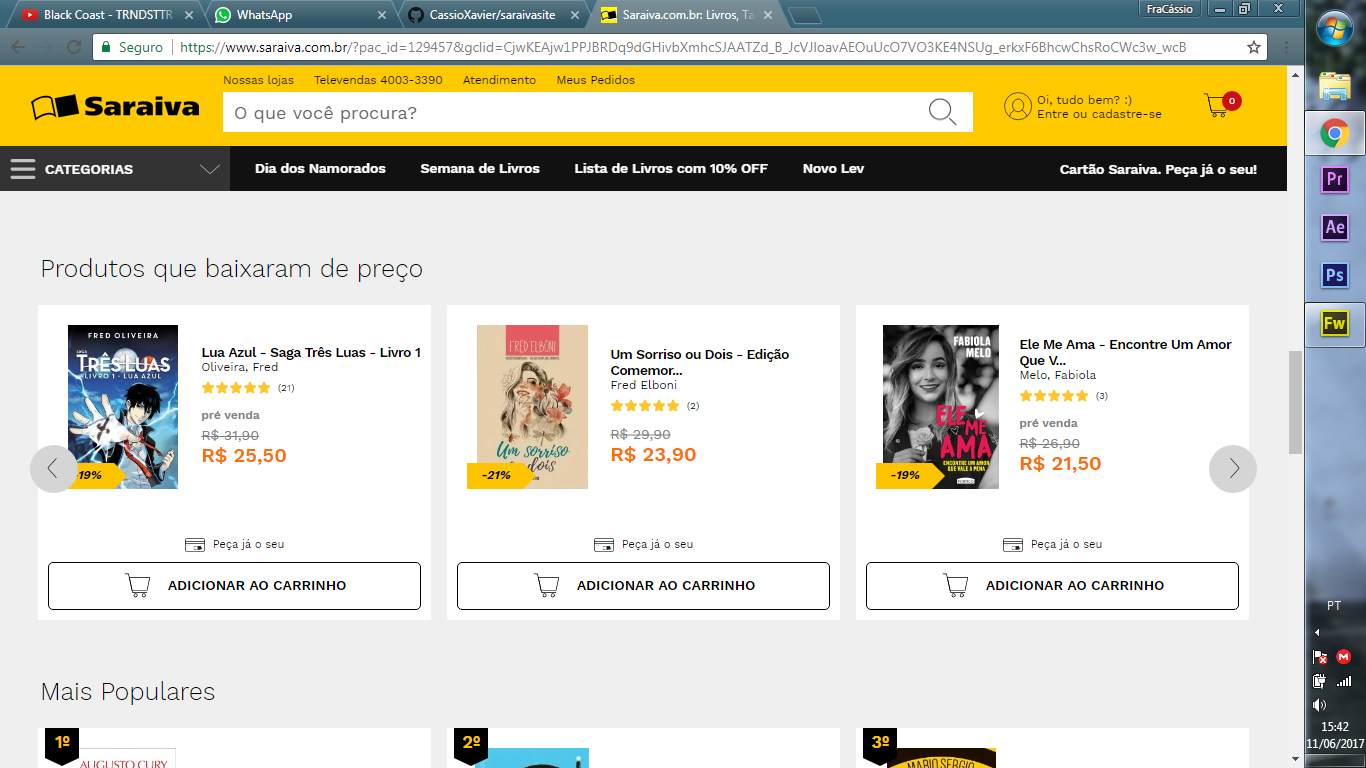 Black Coast - TRNDSTTR
WhatsApp
CassioXavier/saraivasite
Saraiva.com.br: Livros, Ta
FraCássio
Seguro
https://www.saraiva.com.br/?pac_id=129457&gclid=CjwKEAjw1PPJBRDq9dGHivbXmhcSJAATZd_B_JcVJIoavAEOuUcO7VO3KE4NSUg_erkxF6BhcwChsRoCWc3w_wcB
Nossas lojas Televendas 4003-3390 Atendimento Meus Pedidos
Saraiva
O que você procura?
Oi, tudo bem? :)
Entre ou cadastre-se
0
CATEGORIAS
Dia dos Namorados
Semana de Livros
Lista de Livros com 10% OFF
Novo Lev
Cartão Saraiva. Peça já o seu!
Produtos que baixaram de preço
FRED OLIVEIRA
SAGA
TRÊS LUAS
LIVRO 1 - LUA AZUL
-19%
Lua Azul - Saga Três Luas - Livro 1
Oliveira, Fred
(21)
pré venda
R$ 31,90
R$ 25,50
Peça já o seu
ADICIONAR AO CARRINHO
FRED ELBONI
Um sorriso
dois
-21%
Um Sorriso ou Dois - Edição
Comemor...
Fred Elboni
(2)
R$ 29,90
R$ 23,90
Peça já o seu
ADICIONAR AO CARRINHO
FABIOLA
MELO
ELE
ME
AMA
ENCONTRE UM AMOR
QUE VALE A PENA
-19%
Ele Me Ama - Encontre Um Amor
Que V...
Melo, Fabiola
(3)
pré venda
R$ 26,90
R$ 21,50
Peça já o seu
ADICIONAR AO CARRINHO
Mais Populares
1º
AUGUSTO CURY
2º
3º
MARIO SERGIO
Pr
Ae
Ps
Fw
PT
15:42
11/06/2017